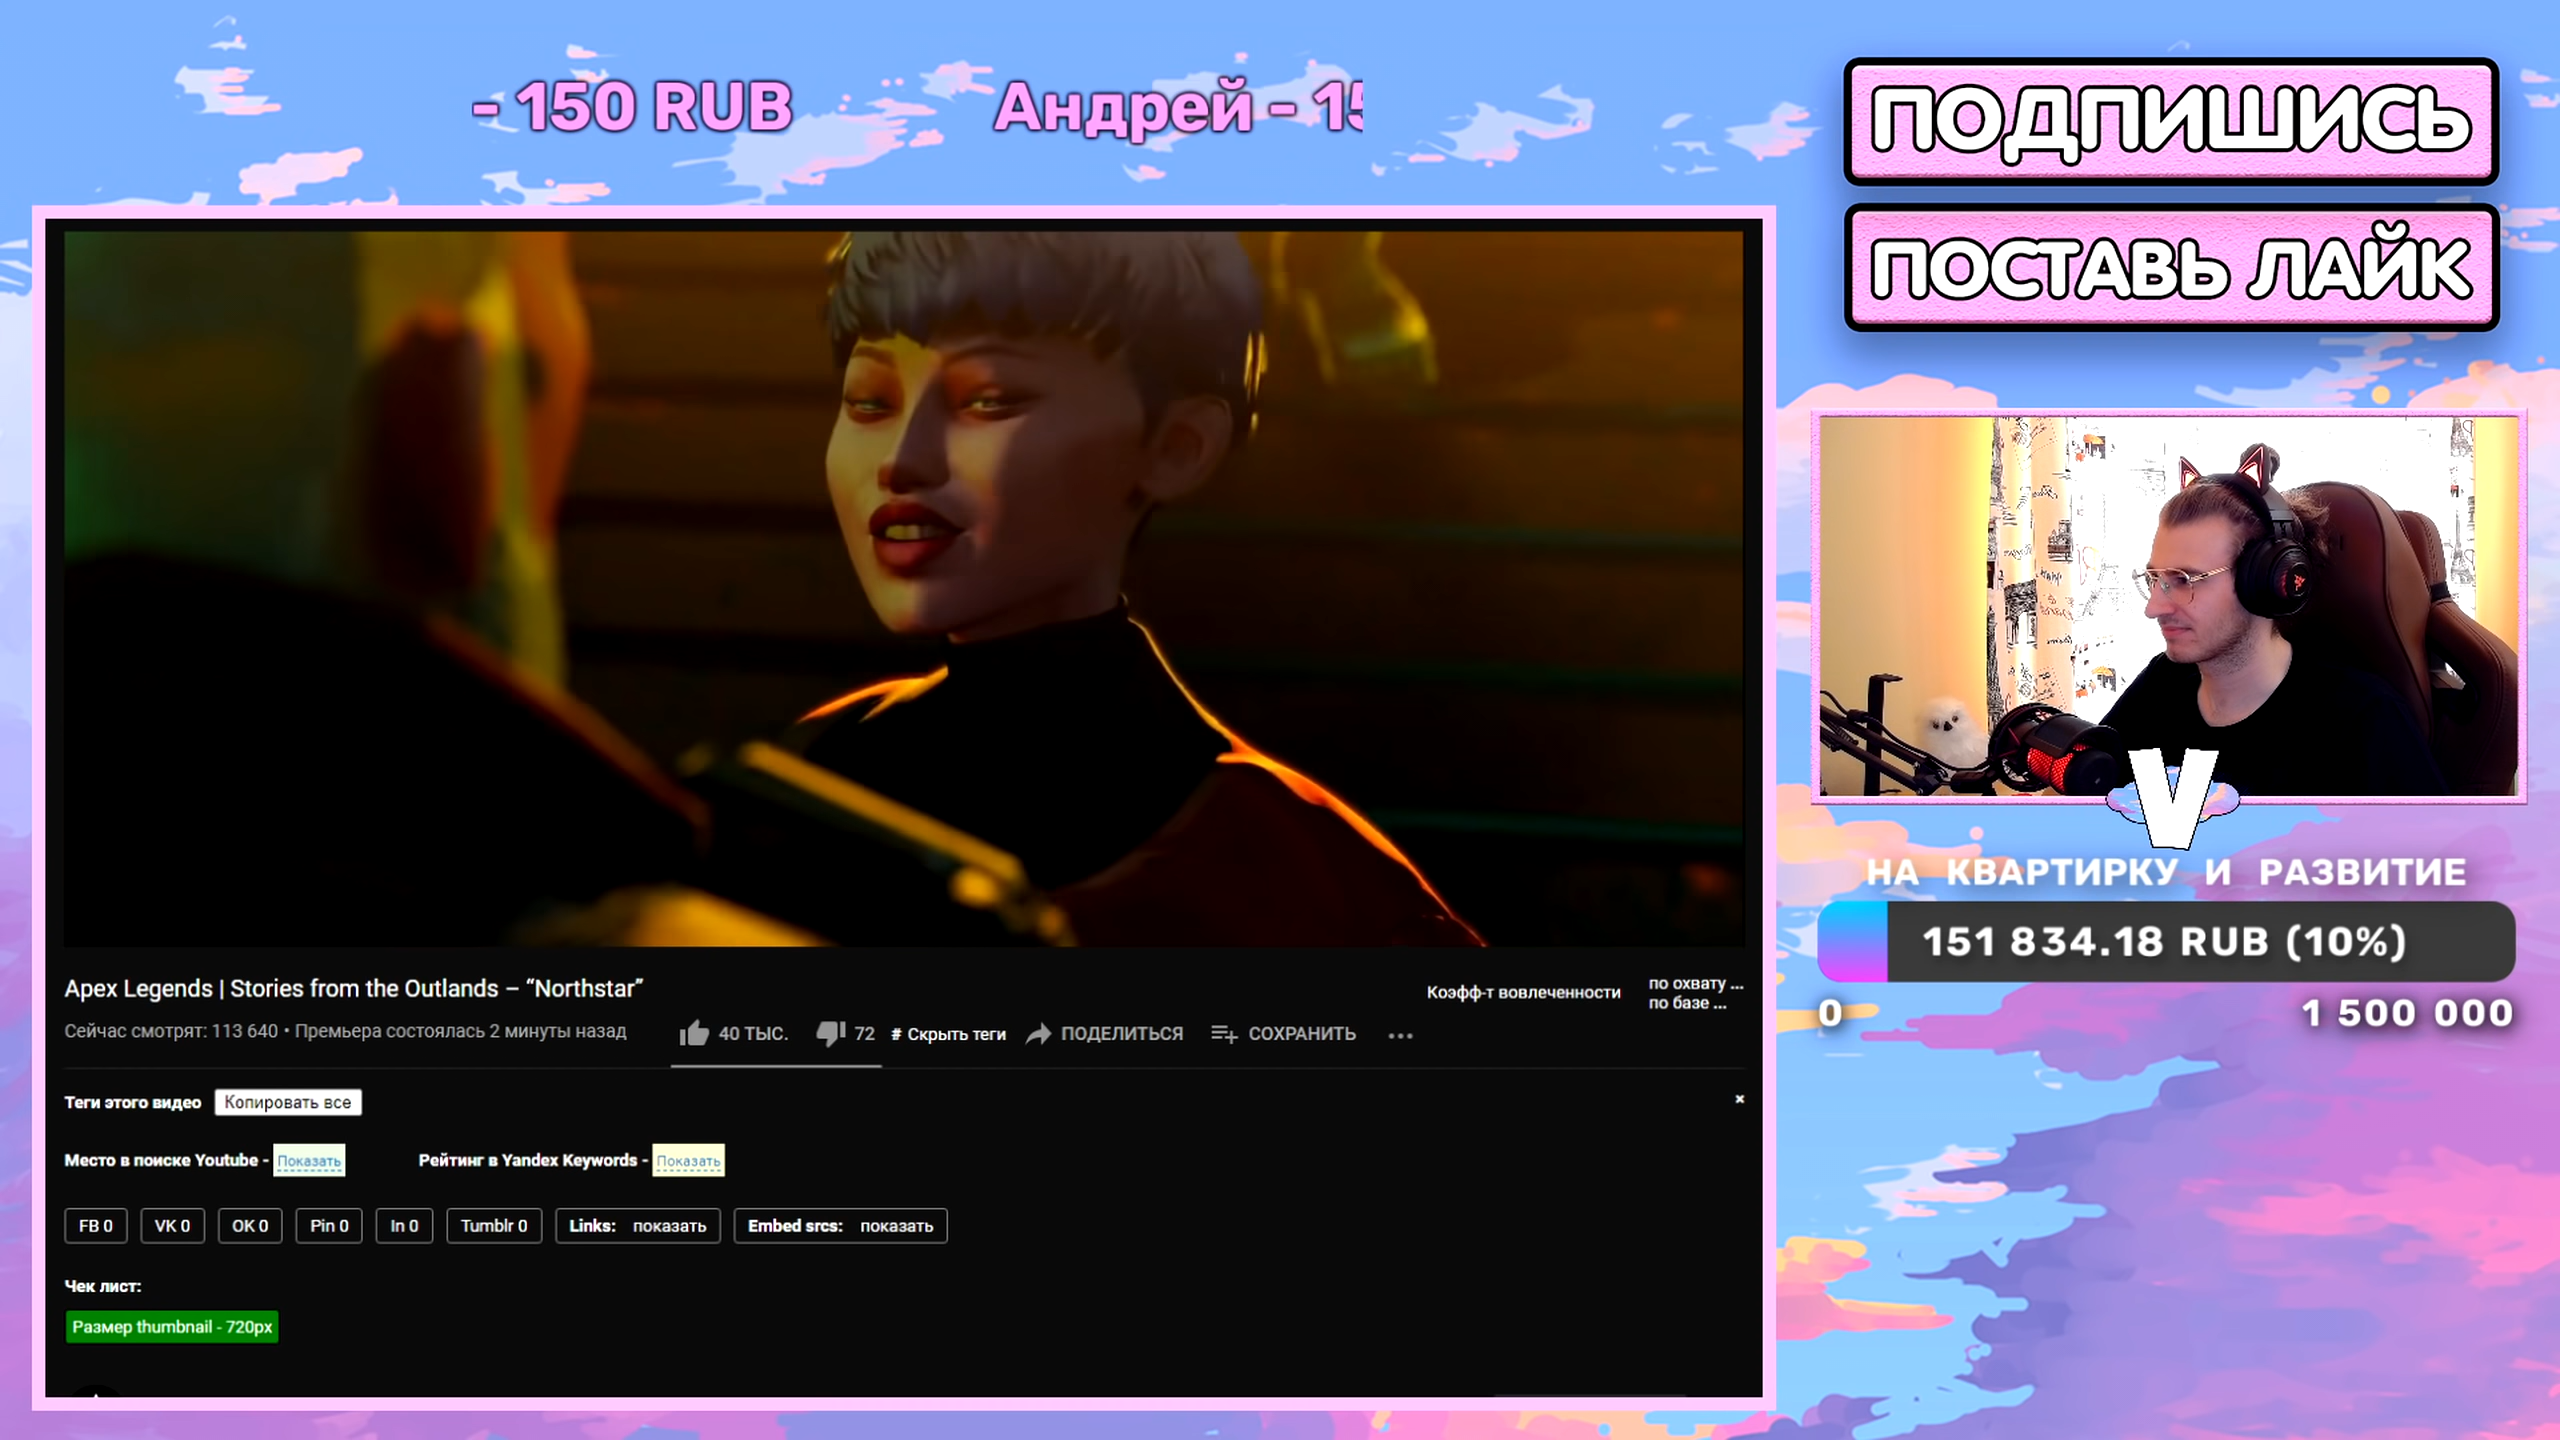 - 150 RUB Андрей - 15
ПОДПИШИСЬ
ПОСТАВЬ ЛАЙК
Apex Legends | Stories from the Outlands – “Northstar”
Коэфф-т вовлеченности
по охвату ...
по базе ...
Сейчас смотрят: 113 640 • Премьера состоялась 2 минуты назад
40 ТЫС. 72 # Скрыть теги ПОДЕЛИТЬСЯ СОХРАНИТЬ
Теги этого видео Копировать все
Место в поиске Youtube - Показать Рейтинг в Yandex Keywords - Показать
FB 0 VK 0 OK 0 Pin 0 In 0 Tumblr 0 Links: показать Embed srcs: показать
Чек лист:
Размер thumbnail - 720px
V
НА КВАРТИРКУ И РАЗВИТИЕ
151 834.18 RUB (10%)
0 1 500 000